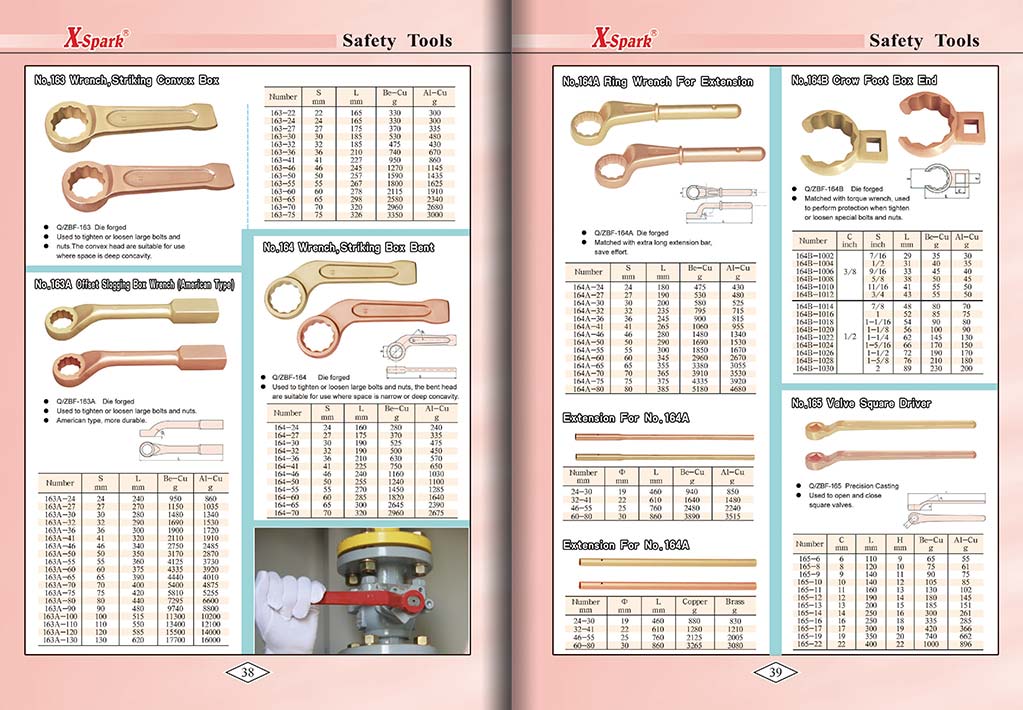 X-Spark®
Safety Tools
No.163 Wrench,Striking Convex Box
● Q/ZBF-163 Die forged
● Used to tighten or loosen large bolts and
● nuts.The convex head are suitable for use
where space is deep concavity.
Number S mm L mm Be-Cu g Al-Cu g
163-22 22 165 330 300
163-24 24 165 330 300
163-27 27 175 370 335
163-30 30 185 530 480
163-32 32 185 475 430
163-36 36 210 740 670
163-41 41 227 950 860
163-46 46 245 1270 1145
163-50 50 257 1590 1435
163-55 55 267 1800 1625
163-60 60 278 2115 1910
163-65 65 298 2580 2340
163-70 70 320 2960 2680
163-75 75 326 3350 3000
No.163A Offset Slogging Box Wrench (American Type)
● Q/ZBF-163A Die forged
● Used to tighten or loosen large bolts and nuts.
● American type, more durable.
Number S mm L mm Be-Cu g Al-Cu g
163A-24 24 240 950 860
163A-27 27 270 1150 1035
163A-30 30 280 1480 1340
163A-32 32 290 1690 1530
163A-36 36 300 1900 1720
163A-41 41 320 2110 1910
163A-46 46 340 2750 2485
163A-50 50 350 3170 2870
163A-55 55 360 4125 3730
163A-60 60 375 4335 3920
163A-65 65 390 4440 4010
163A-70 70 400 5400 4875
163A-75 75 420 5810 5255
163A-80 80 440 7295 6600
163A-90 90 480 9740 8800
163A-100 100 515 11300 10200
163A-110 110 550 13400 12100
163A-120 120 585 15500 14000
163A-130 130 620 17700 16000
No.164 Wrench,Striking Box Bent
● Q/ZBF-164 Die forged
● Used to tighten or loosen large bolts and nuts, the bent head
are suitable for use where space is narrow or deep concavity.
Number S mm L mm Be-Cu g Al-Cu g
164-24 24 160 280 240
164-27 27 175 370 335
164-30 30 190 525 475
164-32 32 190 500 450
164-36 36 210 630 570
164-41 41 225 750 650
164-46 46 240 1160 1030
164-50 50 255 1240 1100
164-55 55 270 1450 1285
164-60 60 285 1820 1640
164-65 65 300 2645 2390
164-70 70 320 2960 2675
38
X-Spark®
Safety Tools
No.164A Ring Wrench For Extension
● Q/ZBF-164A Die forged
● Matched with extra long extension bar,
save effort.
Number S mm L mm Be-Cu g Al-Cu g
164A-24 24 180 475 430
164A-27 27 190 530 480
164A-30 30 200 580 525
164A-32 32 235 795 715
164A-36 36 245 900 815
164A-41 41 265 1060 955
164A-46 46 280 1480 1340
164A-50 50 290 1690 1530
164A-55 55 300 1850 1670
164A-60 60 345 2960 2670
164A-65 65 355 3380 3055
164A-70 70 365 3910 3530
164A-75 75 375 4335 3920
164A-80 80 385 5180 4680
Extension For No.164A
Number Φ mm L mm Be-Cu g Al-Cu g
24-30 19 460 940 850
32-41 22 610 1640 1480
46-55 25 760 2480 2240
60-80 30 860 3890 3515
Extension For No.164A
Number Φ mm L mm Copper g Brass g
24-30 19 460 880 830
32-41 22 610 1280 1210
46-55 25 760 2125 2005
60-80 30 860 3265 3080
No.164B Crow Foot Box End
● Q/ZBF-164B Die forged
● Matched with torque wrench, used
to perform protection when tighten
or loosen special bolts and nuts.
Number C inch S inch L mm Be-Cu g Al-Cu g
164B-1002 7/16 29 35 30
164B-1004 1/2 31 40 35
164B-1006 3/8 9/16 33 45 40
164B-1008 5/8 38 50 45
164B-1010 11/16 41 55 50
164B-1012 3/4 43 55 50
164B-1014 7/8 48 80 70
164B-1016 1 52 85 75
164B-1018 1-1/16 54 90 80
164B-1020 1-1/8 56 100 90
164B-1022 1/2 1-1/4 62 145 130
164B-1024 1-5/16 66 170 150
164B-1026 1-1/2 72 190 170
164B-1028 1-5/8 76 210 180
164B-1030 2 89 230 200
No.165 Valve Square Driver
● Q/ZBF-165 Precision Casting
● Used to open and close
square valves.
Number C mm L mm H mm Be-Cu g Al-Cu g
165-6 6 110 9 65 55
165-8 8 120 10 75 61
165-9 9 140 11 90 75
165-10 10 140 12 105 85
165-11 11 160 13 130 102
165-12 12 190 14 180 145
165-13 13 200 15 185 151
165-14 14 250 16 300 261
165-16 16 250 18 335 285
165-17 17 300 19 420 366
165-19 19 350 20 740 662
165-22 22 400 22 1000 896
39